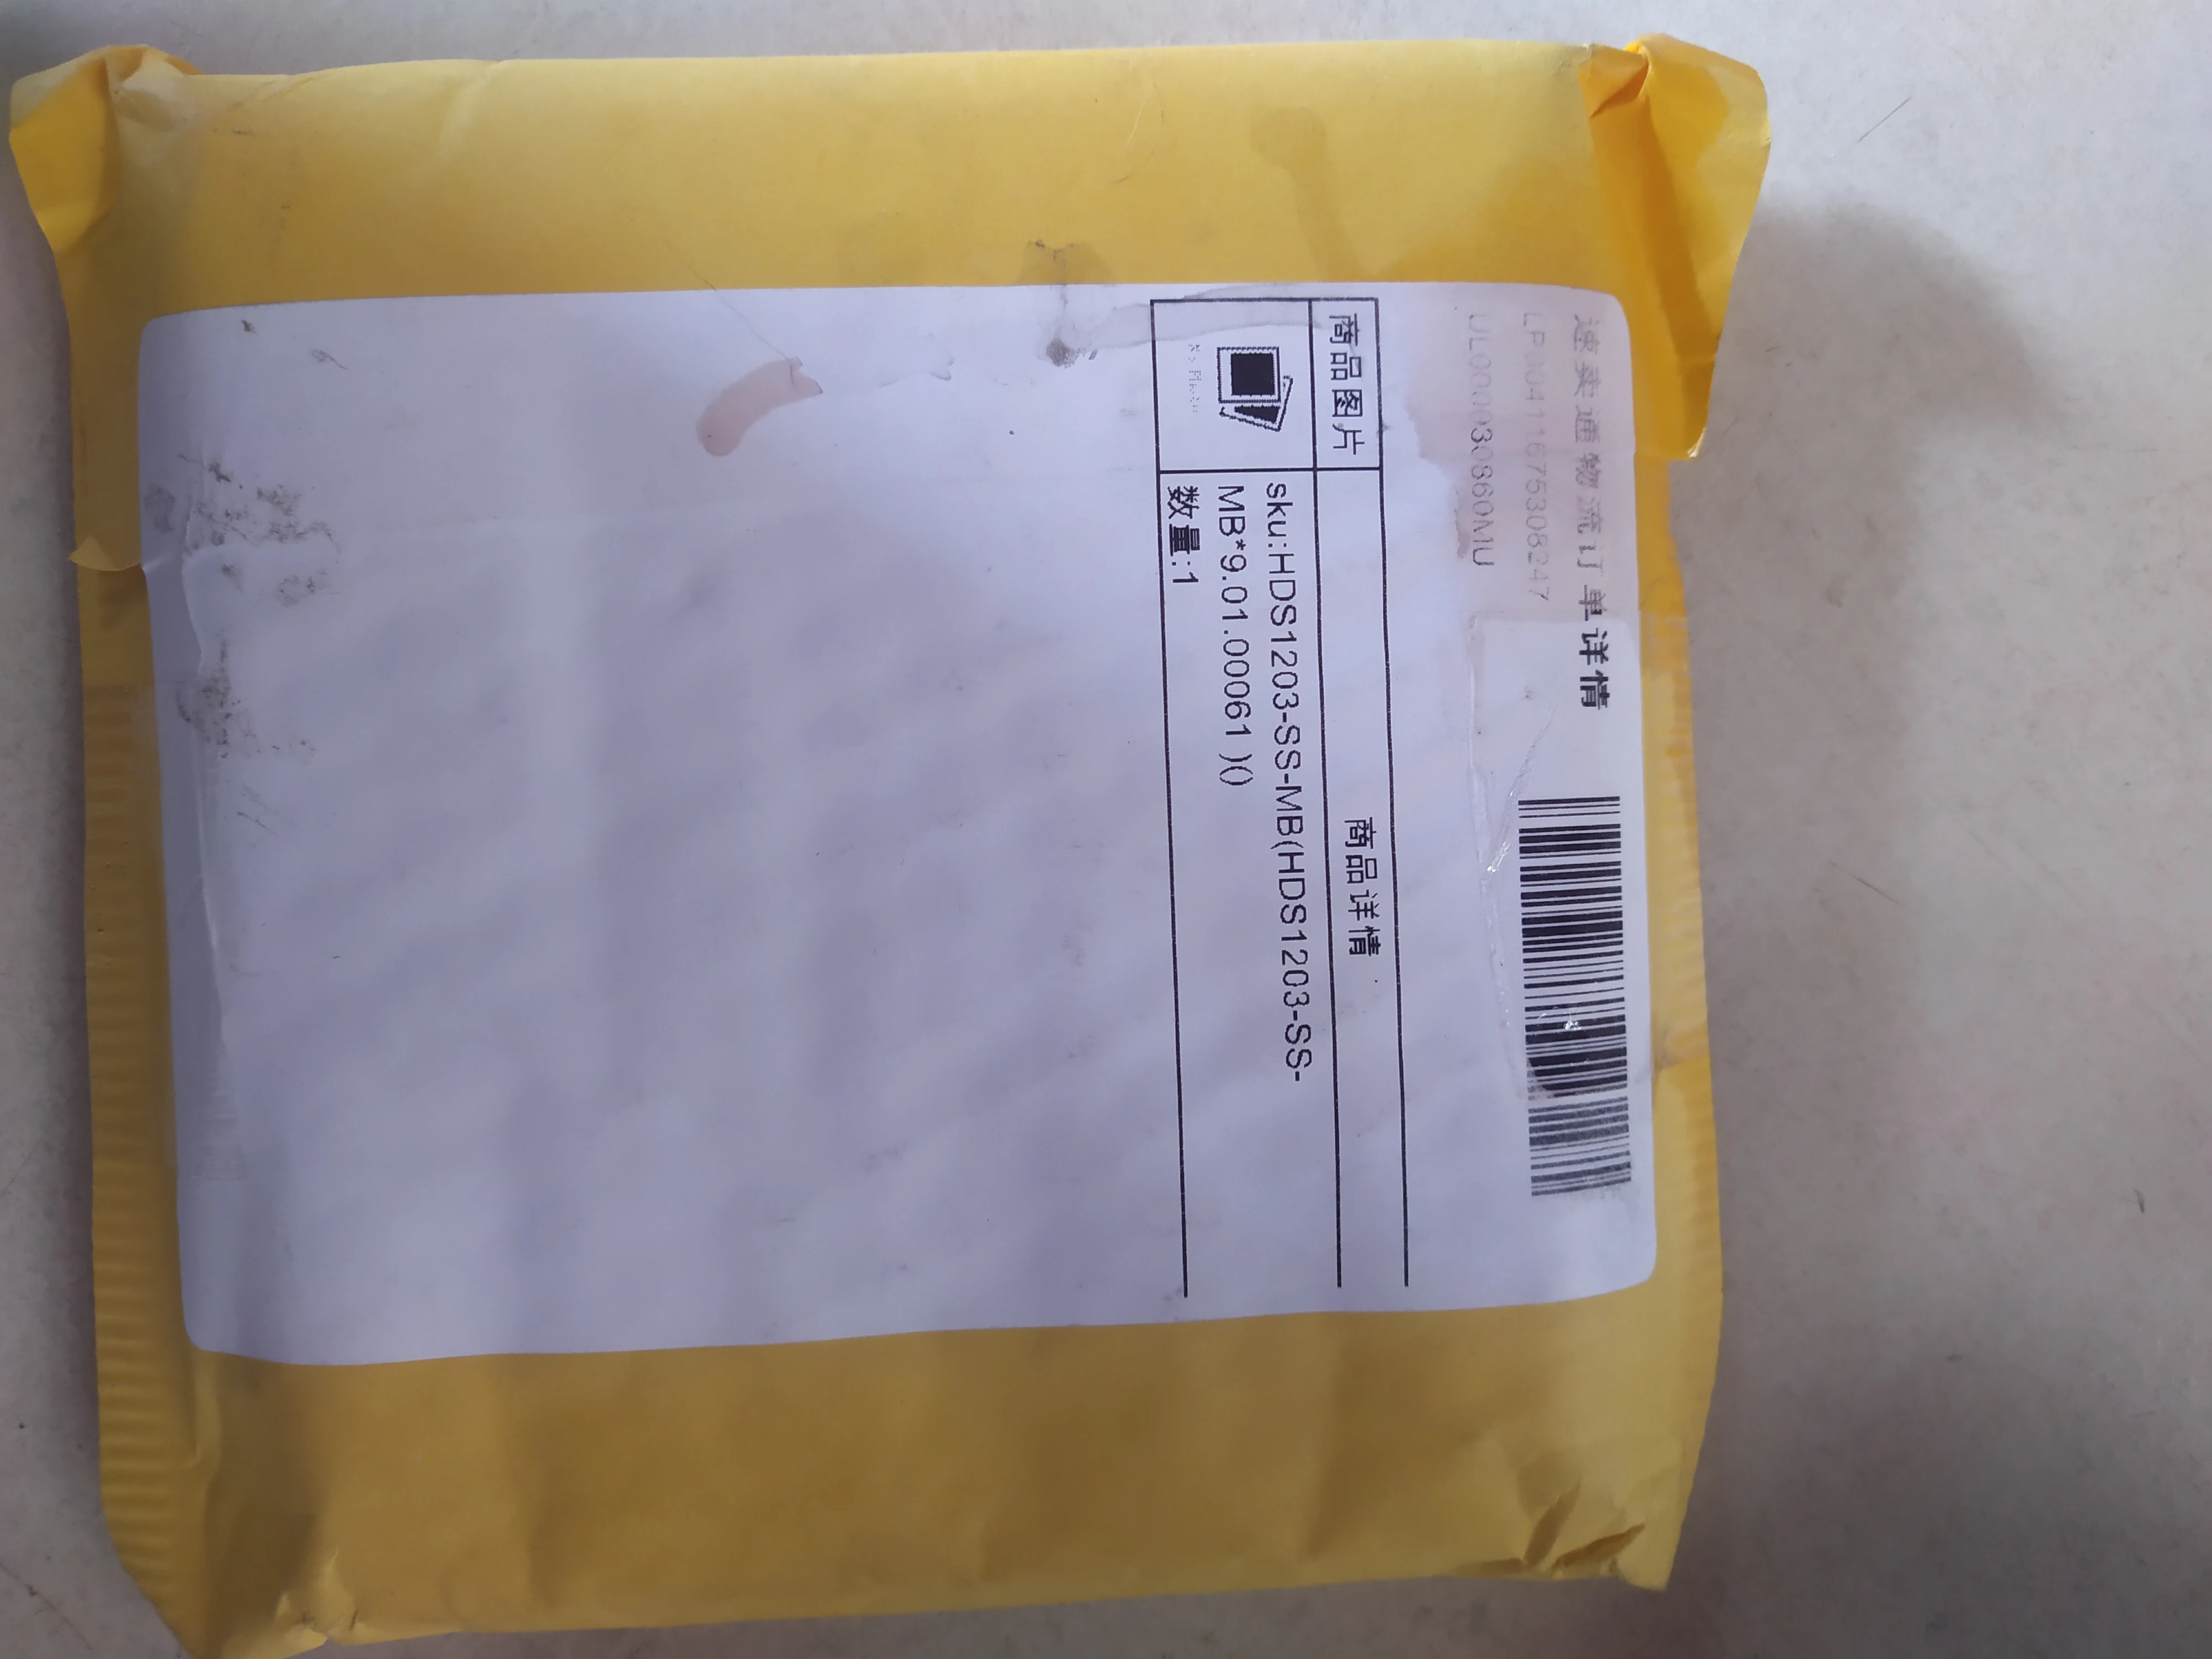 速卖通物流订单详情
LP00411675308247
UL000030860MU
商品图片
商品详情
sku:HDS1203-SS-MB(HDS1203-SS-
MB*9.01.00061 )()
数量:1